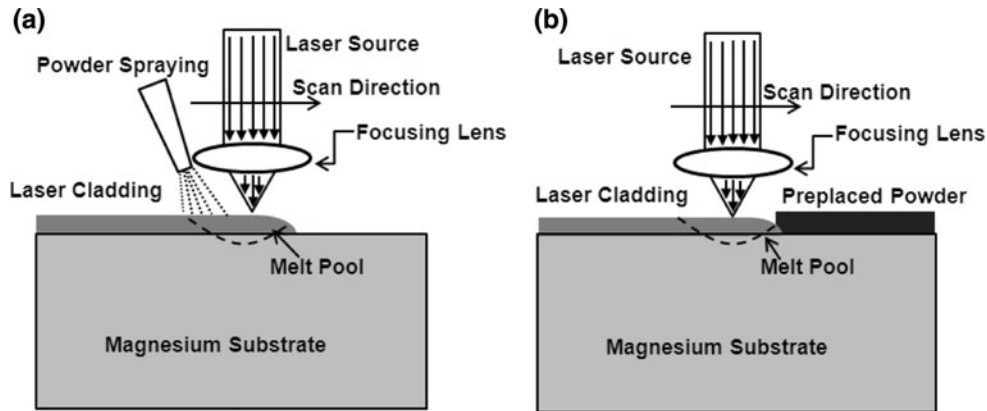 (a)
Laser Source
Powder Spraying
Scan Direction
Focusing Lens
Laser Cladding
Melt Pool
Magnesium Substrate
(b)
Laser Source
Scan Direction
Focusing Lens
Laser Cladding
Preplaced Powder
Melt Pool
Magnesium Substrate